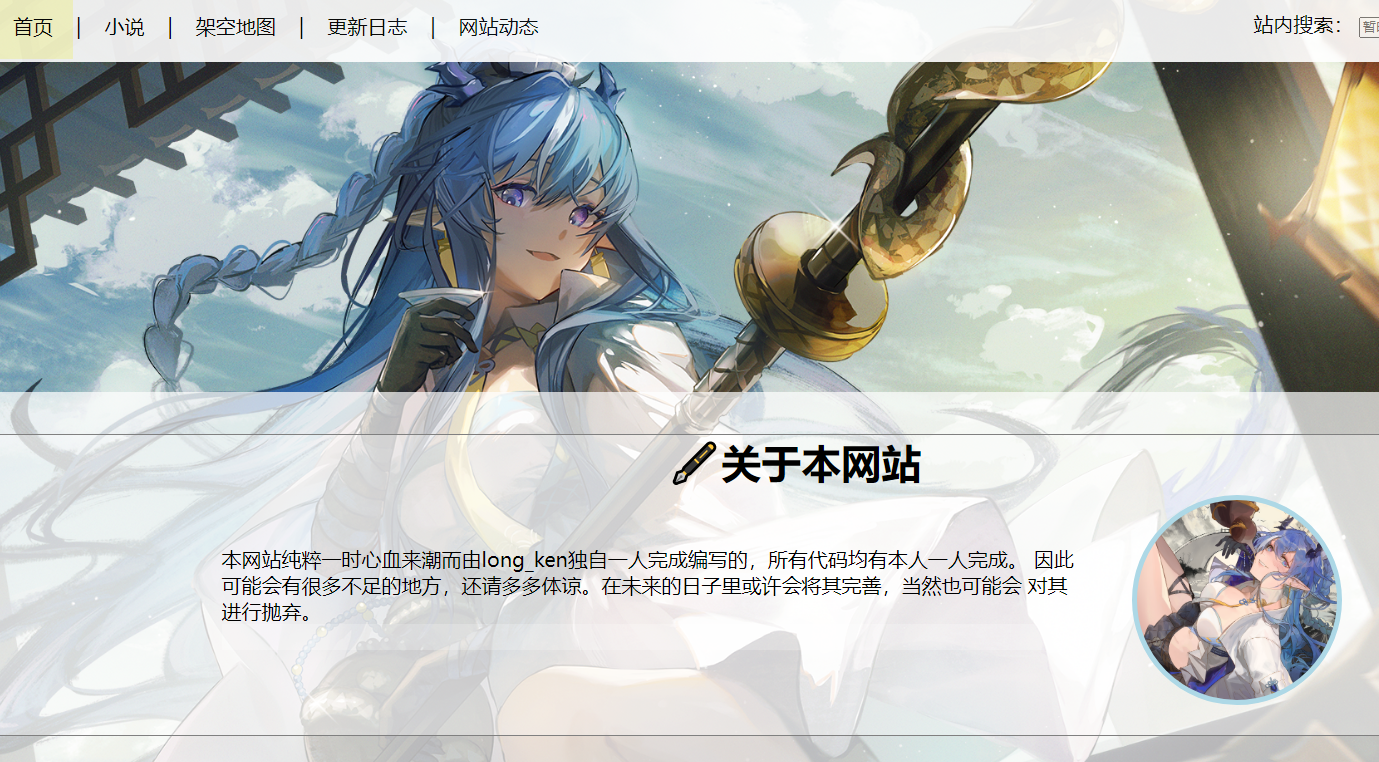 首页 | 小说 | 架空地图 | 更新日志 | 网站动态 站内搜索：
关于本网站
本网站纯粹一时心血来潮而由long_ken独自一人完成编写的，所有代码均有本人一人完成。 因此
可能会有很多不足的地方，还请多多体谅。在未来的日子里或许会将其完善，当然也可能会 对其
进行抛弃。